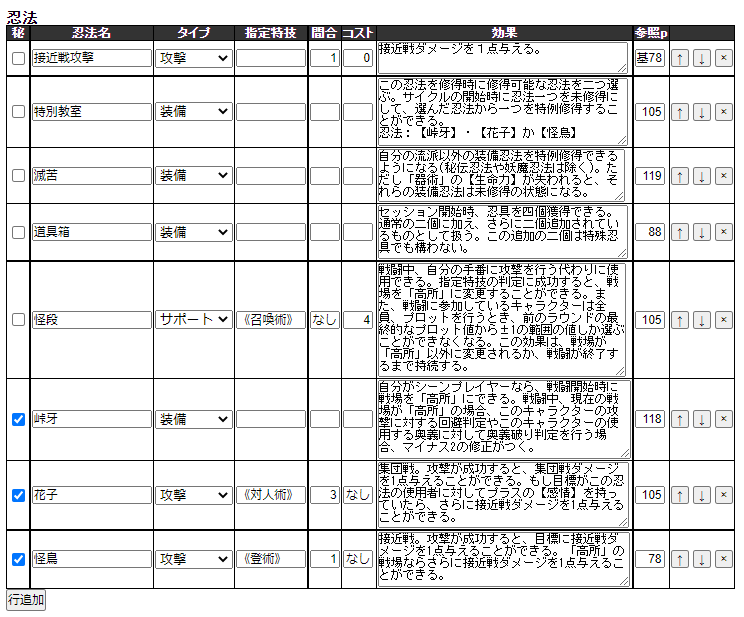 忍法
秘 忍法名 タイプ 指定特技 間合 コスト 効果 参照p
接近戦攻撃 攻撃 1 0 接近戦ダメージを１点与える。 基78 ↑ ↓ ×
特別教室 装備 105 ↑ ↓ ×
この忍法を修得時に修得可能な忍法を二つ選
ぶ。サイクルの開始時に忍法一つを未修得に
して、選んだ忍法から一つを特例修得するこ
とができる。
忍法：【峠牙】・【花子】か【怪鳥】
滅苦 装備 119 ↑ ↓ ×
自分の流派以外の装備忍法を特例修得できる
ようになる(秘伝忍法や妖魔忍法は除く)。た
だし「器術」の【生命力】が失われると、そ
れらの装備忍法は未修得の状態になる。
道具箱 装備 88 ↑ ↓ ×
セッション開始時、忍具を四個獲得できる。
通常の二個に加え、さらに二個追加されてい
るものとして扱う。この追加の二個は特殊忍
具でも構わない。
怪段 サポート 《召喚術》 なし 4 105 ↑ ↓ ×
戦闘中、自分の手番に攻撃を行う代わりに使
用できる。指定特技の判定に成功すると、戦
場を「高所」に変更することができる。ま
た、戦闘に参加しているキャラクターは全
員、プロットを行うとき、前のラウンドの最
終的なプロット値から±1の範囲の値しか選ぶ
ことができなくなる。この効果は、戦場が
「高所」以外に変更されるか、戦闘が終了す
るまで持続する。
峠牙 装備 118 ↑ ↓ ×
自分がシーンプレイヤーなら、戦闘開始時に
戦場を「高所」にできる。戦闘中、現在の戦
場が「高所」の場合、このキャラクターの攻
撃に対する回避判定やこのキャラクターの使
用する奥義に対して奥義破り判定を行う場
合、マイナス2の修正がつく。
花子 攻撃 《対人術》 3 なし 105 ↑ ↓ ×
集団戦。攻撃が成功すると、集団戦ダメージ
を1点与えることができる。もし目標がこの忍
法の使用者に対してプラスの【感情】を持っ
ていたら、さらに接近戦ダメージを1点与える
ことができる。
怪鳥 攻撃 《登術》 1 なし 78 ↑ ↓ ×
接近戦。攻撃が成功すると、目標に接近戦ダ
メージを1点与えることができる。「高所」の
戦場ならさらに接近戦ダメージを1点与えるこ
とができる。
行追加